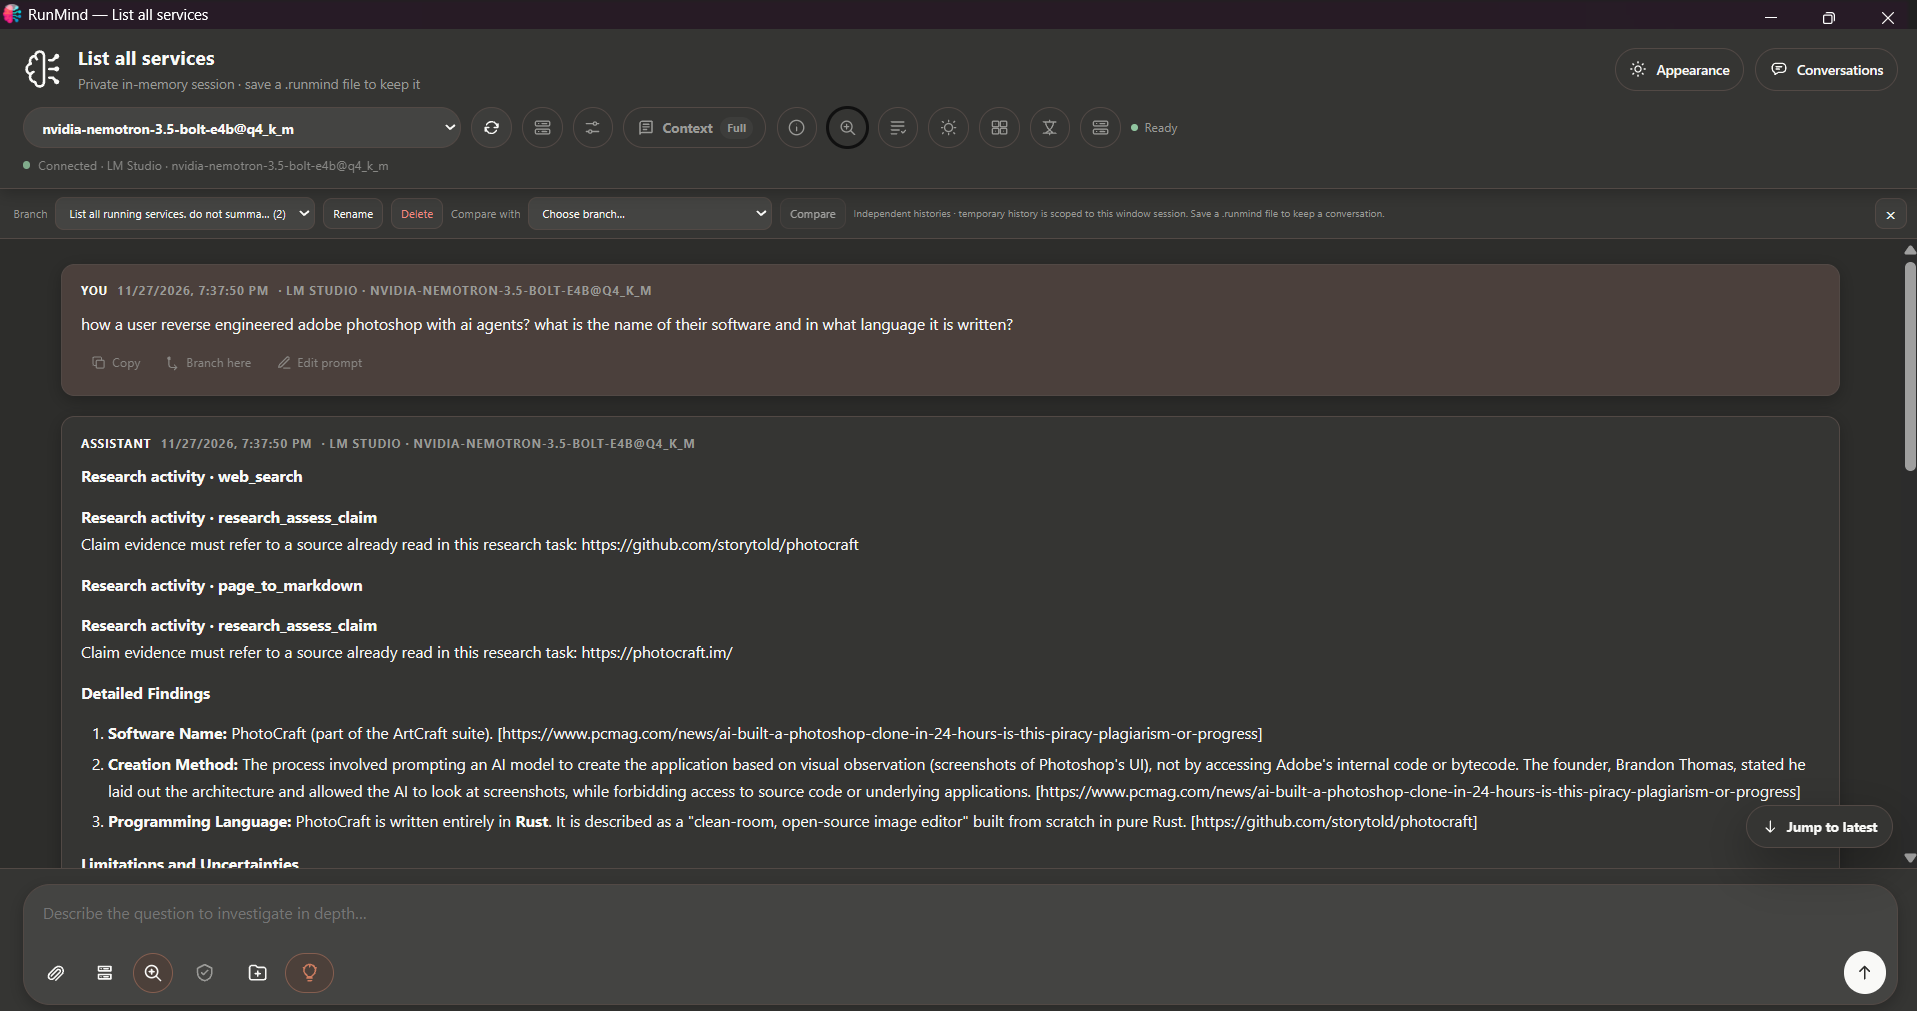 RunMind — List all services
List all services
Private in-memory session · save a .runmind file to keep it
Appearance
Conversations
nvidia-nemotron-3.5-bolt-e4b@q4_k_m
Context Full
Ready
Connected · LM Studio · nvidia-nemotron-3.5-bolt-e4b@q4_k_m
Branch
List all running services. do not summa... (2)
Rename
Delete
Compare with
Choose branch...
Compare
Independent histories · temporary history is scoped to this window session. Save a .runmind file to keep a conversation.
YOU 11/27/2026, 7:37:50 PM · LM STUDIO · NVIDIA-NEMOTRON-3.5-BOLT-E4B@Q4_K_M
how a user reverse engineered adobe photoshop with ai agents? what is the name of their software and in what language it is written?
Copy
Branch here
Edit prompt
ASSISTANT 11/27/2026, 7:37:50 PM · LM STUDIO · NVIDIA-NEMOTRON-3.5-BOLT-E4B@Q4_K_M
Research activity · web_search
Research activity · research_assess_claim
Claim evidence must refer to a source already read in this research task: https://github.com/storytold/photocraft
Research activity · page_to_markdown
Research activity · research_assess_claim
Claim evidence must refer to a source already read in this research task: https://photocraft.im/
Detailed Findings
1. Software Name: PhotoCraft (part of the ArtCraft suite). [https://www.pcmag.com/news/ai-built-a-photoshop-clone-in-24-hours-is-this-piracy-plagiarism-or-progress]
2. Creation Method: The process involved prompting an AI model to create the application based on visual observation (screenshots of Photoshop's UI), not by accessing Adobe's internal code or bytecode. The founder, Brandon Thomas, stated he
laid out the architecture and allowed the AI to look at screenshots, while forbidding access to source code or underlying applications. [https://www.pcmag.com/news/ai-built-a-photoshop-clone-in-24-hours-is-this-piracy-plagiarism-or-progress]
3. Programming Language: PhotoCraft is written entirely in Rust. It is described as a "clean-room, open-source image editor" built from scratch in pure Rust. [https://github.com/storytold/photocraft]
Jump to latest
Limitations and Uncertainties
Describe the question to investigate in depth...